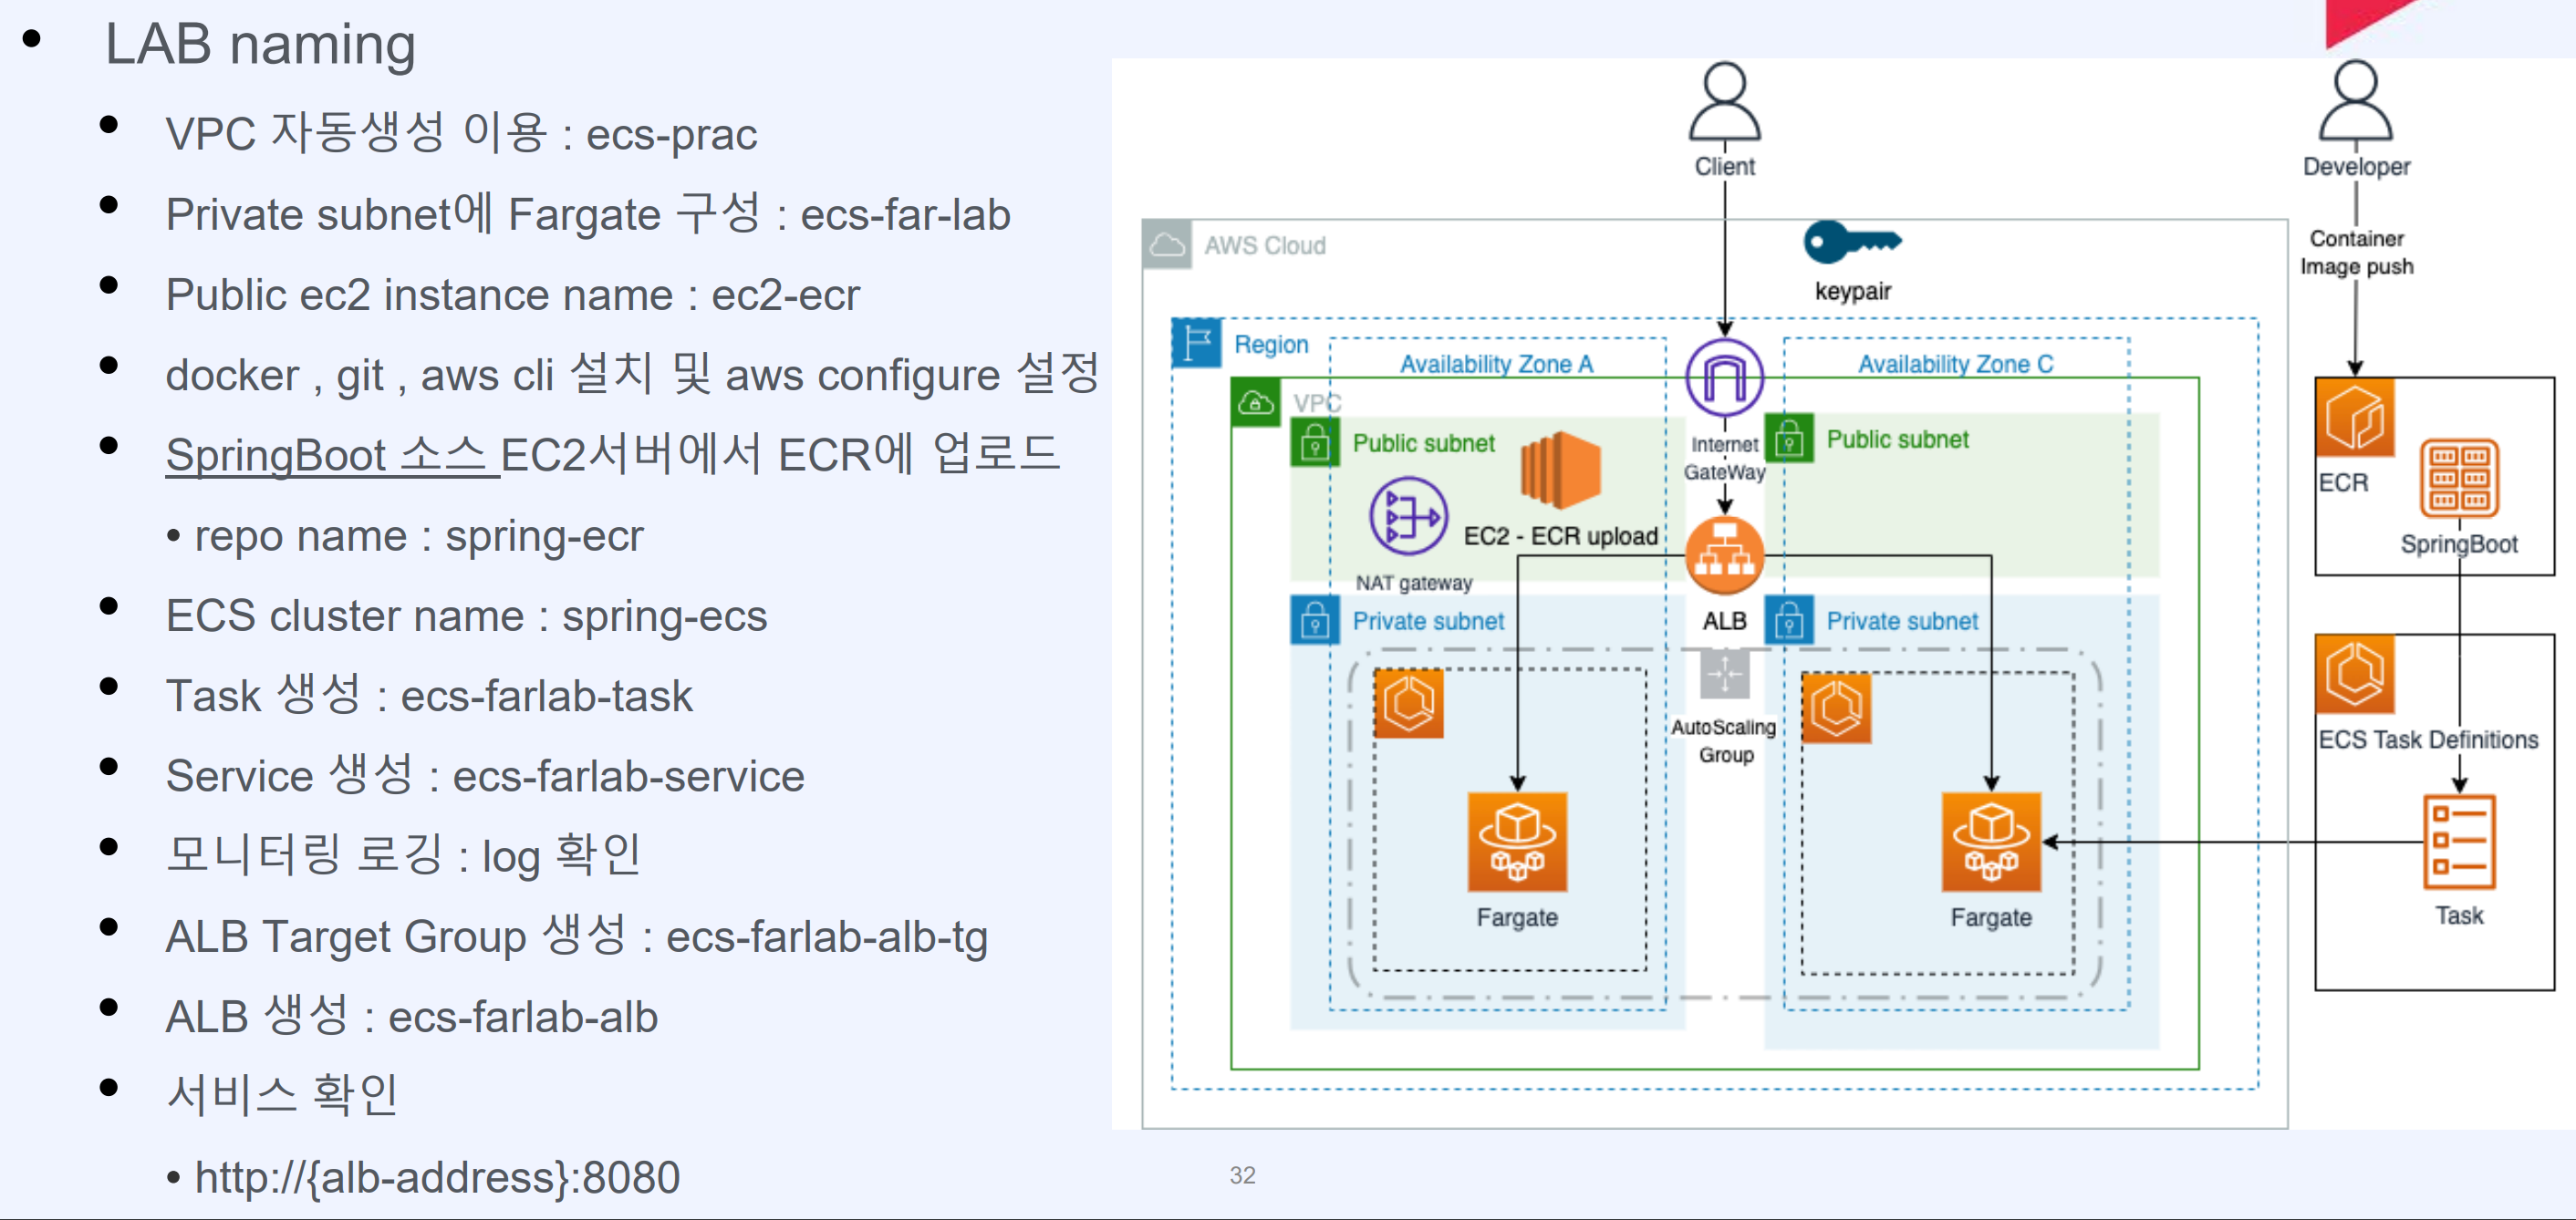 LAB naming
VPC 자동생성 이용 : ecs-prac
Private subnet에 Fargate 구성 : ecs-far-lab
Public ec2 instance name : ec2-ecr
docker , git , aws cli 설치 및 aws configure 설정
SpringBoot 소스 EC2서버에서 ECR에 업로드
• repo name : spring-ecr
ECS cluster name : spring-ecs
Task 생성 : ecs-farlab-task
Service 생성 : ecs-farlab-service
모니터링 로깅 : log 확인
ALB Target Group 생성 : ecs-farlab-alb-tg
ALB 생성 : ecs-farlab-alb
서비스 확인
• http://{alb-address}:8080
Client
Developer
Container
Image push
AWS Cloud
keypair
Region
Availability Zone A
Availability Zone C
VPC
Public subnet
Internet
GateWay
Public subnet
EC2 - ECR upload
NAT gateway
ECR
SpringBoot
Private subnet
ALB
Private subnet
AutoScaling
Group
ECS Task Definitions
Fargate
Fargate
Task
32